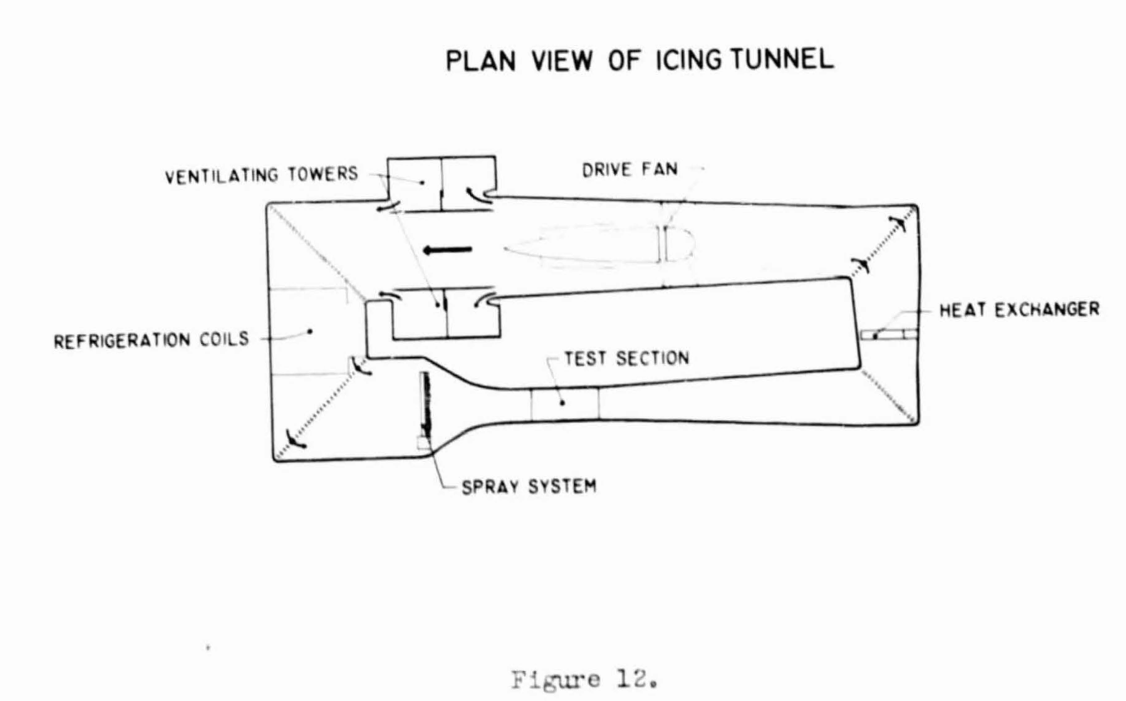 PLAN VIEW OF ICING TUNNEL
VENTILATING TOWERS
DRIVE FAN
HEAT EXCHANGER
REFRIGERATION COILS
TEST SECTION
SPRAY SYSTEM
Figure 12.